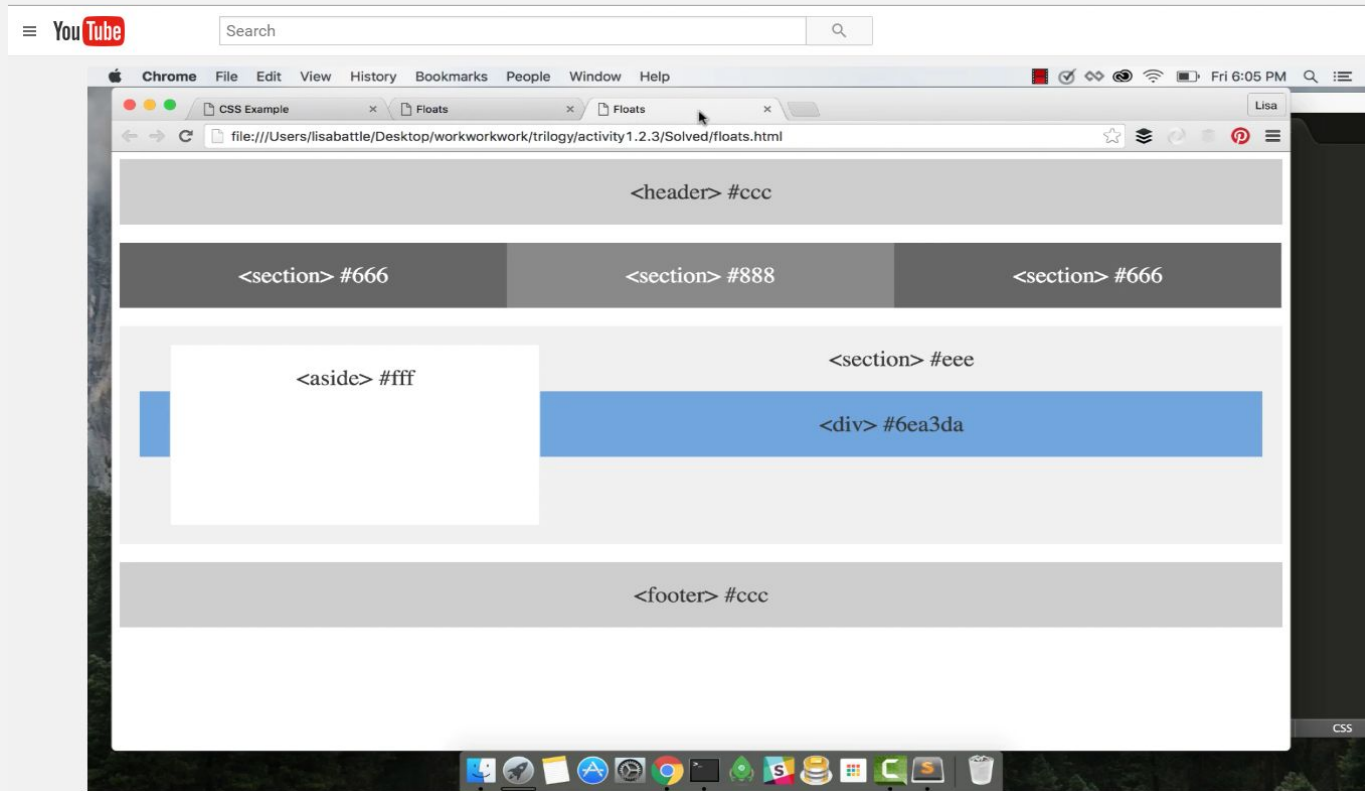 YouTube
Search
Chrome File Edit View History Bookmarks People Window Help Fri 6:05 PM
CSS Example Floats Floats Lisa
file:///Users/lisabattle/Desktop/workworkwork/trilogy/activity1.2.3/Solved/floats.html
<header> #ccc
<section> #666 <section> #888 <section> #666
<section> #eee
<aside> #fff
<div> #6ea3da
<footer> #ccc
CSS